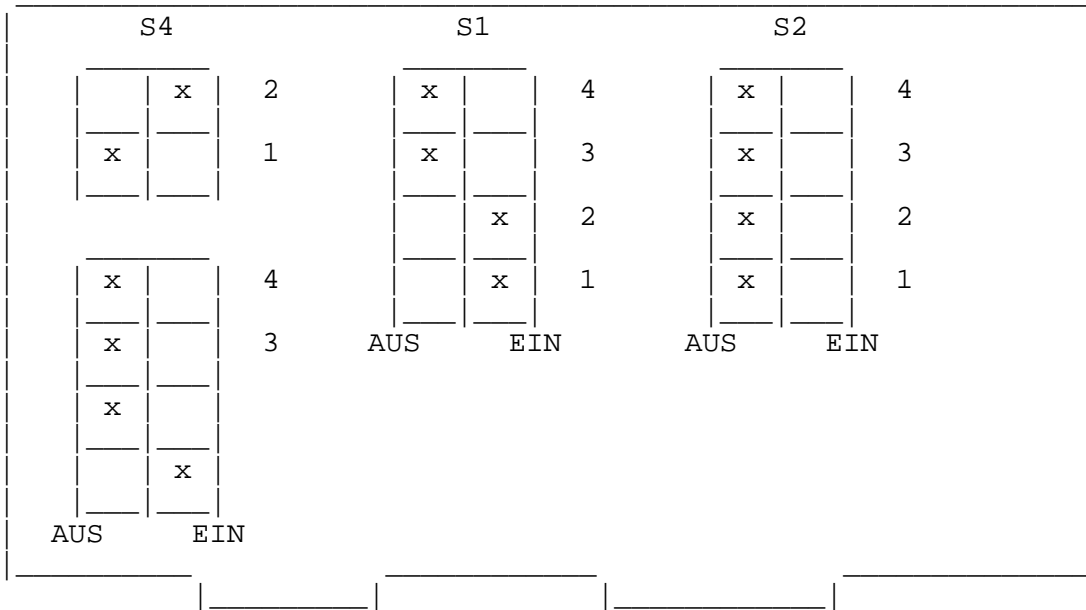 S4 S1 S2
x 2 x 4 x 4
x 1 x 3 x 3
x 2 x 2
x 4 x 1 x 1
x 3 AUS EIN AUS EIN
x
x
AUS EIN